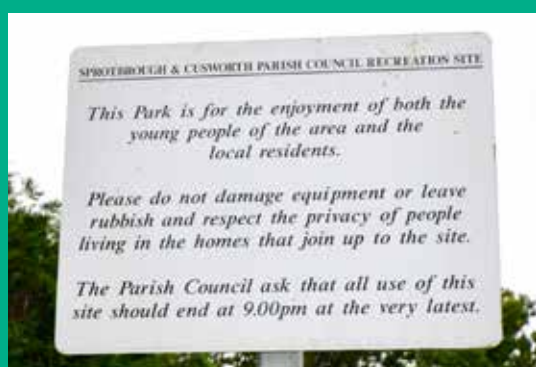 SPROTBROUGH & CUSWORTH PARISH COUNCIL RECREATION SITE
This Park is for the enjoyment of both the
young people of the area and the
local residents.
Please do not damage equipment or leave
rubbish and respect the privacy of people
living in the homes that join up to the site.
The Parish Council ask that all use of this
site should end at 9.00pm at the very latest.